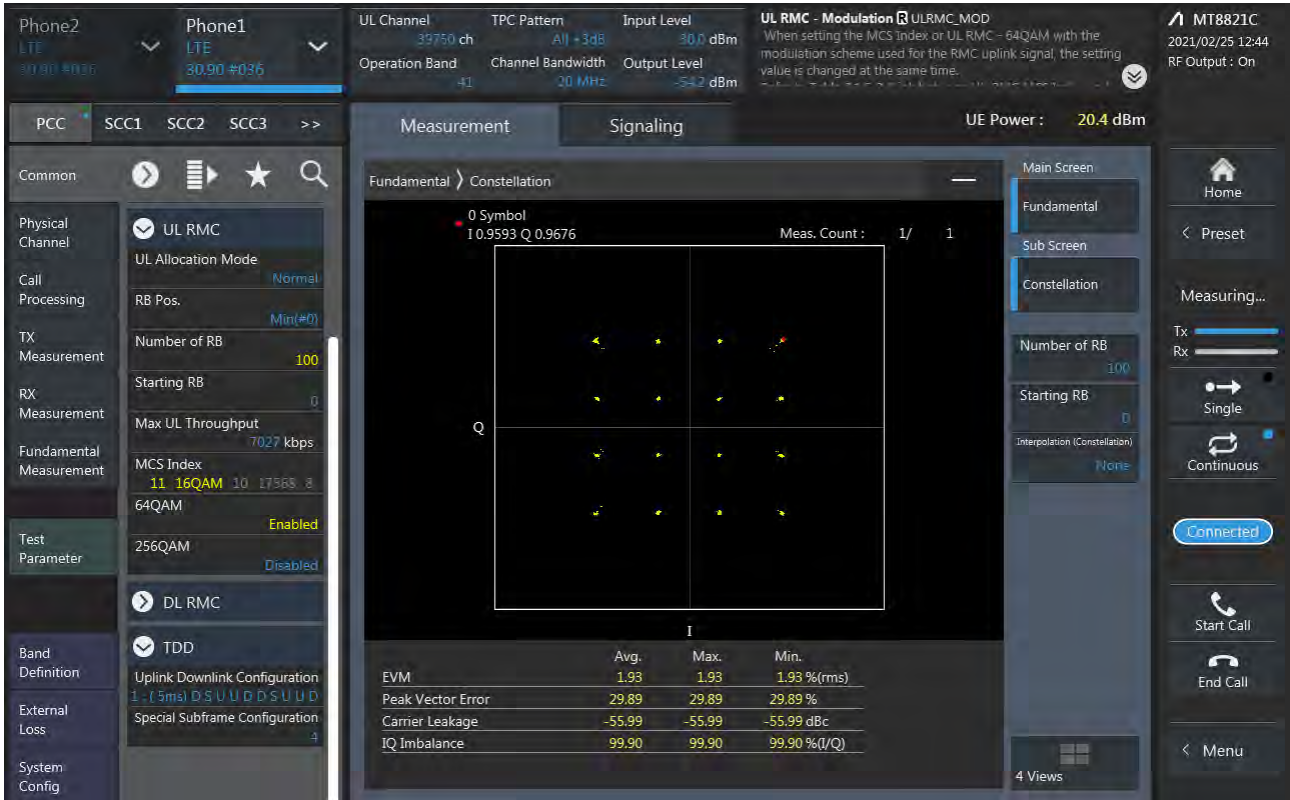 Phone2
LTE
30.90 #036
Phone1
LTE
30.90 #036
UL Channel
39750 ch
TPC Pattern
All +3dB
Input Level
30.0 dBm
Operation Band
41
Channel Bandwidth
20 MHz
Output Level
-54.2 dBm
UL RMC - Modulation R ULRMC_MOD
When setting the MCS Index or UL RMC - 64QAM with the
modulation scheme used for the RMC uplink signal, the setting
value is changed at the same time.
MT8821C
2021/02/25 12:44
RF Output : On
PCC
SCC1
SCC2
SCC3
>>
Measurement
Signaling
UE Power : 20.4 dBm
Common
Physical
Channel
Call
Processing
TX
Measurement
RX
Measurement
Fundamental
Measurement
Test
Parameter
Band
Definition
External
Loss
System
Config
UL RMC
UL Allocation Mode
Normal
RB Pos.
Min(#0)
Number of RB
100
Starting RB
0
Max UL Throughput
7027 kbps
MCS Index
11 16QAM 10 17568 8
64QAM
Enabled
256QAM
Disabled
DL RMC
TDD
Uplink Downlink Configuration
1 : ( 5ms) D S U U D D S U U D
Special Subframe Configuration
4
Fundamental 〉 Constellation
0 Symbol
I 0.9593 Q 0.9676
Meas. Count : 1/ 1
Q
I
Avg. Max. Min.
EVM 1.93 1.93 1.93 %(rms)
Peak Vector Error 29.89 29.89 29.89 %
Carrier Leakage -55.99 -55.99 -55.99 dBc
IQ Imbalance 99.90 99.90 99.90 %(I/Q)
Main Screen
Fundamental
Sub Screen
Constellation
Number of RB
100
Starting RB
0
Interpolation (Constellation)
None
4 Views
Home
< Preset
Measuring...
Tx
Rx
Single
Continuous
Connected
Start Call
End Call
< Menu